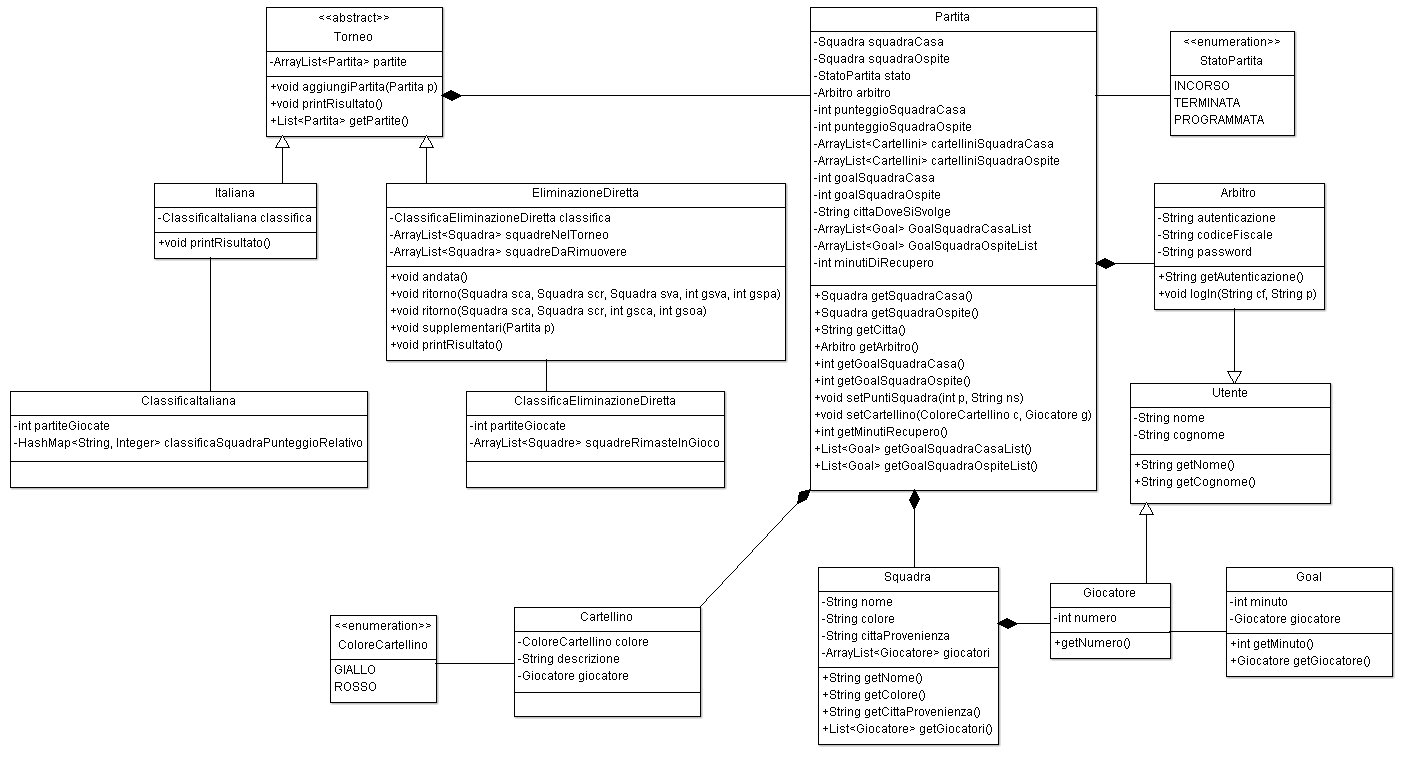 <<abstract>>
Torneo
-ArrayList<Partita> partite
+void aggiungiPartita(Partita p)
+void printRisultato()
+List<Partita> getPartite()
Partita
-Squadra squadraCasa
-Squadra squadraOspite
-StatoPartita stato
-Arbitro arbitro
-int punteggioSquadraCasa
-int punteggioSquadraOspite
-ArrayList<Cartellini> cartelliniSquadraCasa
-ArrayList<Cartellini> cartelliniSquadraOspite
-int goalSquadraCasa
-int goalSquadraOspite
-String cittaDoveSiSvolge
-ArrayList<Goal> GoalSquadraCasaList
-ArrayList<Goal> GoalSquadraOspiteList
-int minutiDiRecupero
+Squadra getSquadraCasa()
+Squadra getSquadraOspite()
+String getCitta()
+Arbitro getArbitro()
+int getGoalSquadraCasa()
+int getGoalSquadraOspite()
+void setPuntiSquadra(int p, String ns)
+void setCartellino(ColoreCartellino c, Giocatore g)
+int getMinutiRecupero()
+List<Goal> getGoalSquadraCasaList()
+List<Goal> getGoalSquadraOspiteList()
<<enumeration>>
StatoPartita
INCORSO
TERMINATA
PROGRAMMATA
Italiana
-ClassificaItaliana classifica
+void printRisultato()
EliminazioneDiretta
-ClassificaEliminazioneDiretta classifica
-ArrayList<Squadra> squadreNelTorneo
-ArrayList<Squadra> squadreDaRimuovere
+void andata()
+void ritorno(Squadra sca, Squadra scr, Squadra sva, int gsva, int gspa)
+void ritorno(Squadra sca, Squadra scr, int gsca, int gsoa)
+void supplementari(Partita p)
+void printRisultato()
Arbitro
-String autenticazione
-String codiceFiscale
-String password
+String getAutenticazione()
+void logIn(String cf, String p)
ClassificaItaliana
-int partiteGiocate
-HashMap<String, Integer> classificaSquadraPunteggioRelativo
ClassificaEliminazioneDiretta
-int partiteGiocate
-ArrayList<Squadre> squadreRimasteInGioco
Utente
-String nome
-String cognome
+String getNome()
+String getCognome()
<<enumeration>>
ColoreCartellino
GIALLO
ROSSO
Cartellino
-ColoreCartellino colore
-String descrizione
-Giocatore giocatore
Squadra
-String nome
-String colore
-String cittaProvenienza
-ArrayList<Giocatore> giocatori
+String getNome()
+String getColore()
+String getCittaProvenienza()
+List<Giocatore> getGiocatori()
Giocatore
-int numero
+getNumero()
Goal
-int minuto
-Giocatore giocatore
+int getMinuto()
+Giocatore getGiocatore()